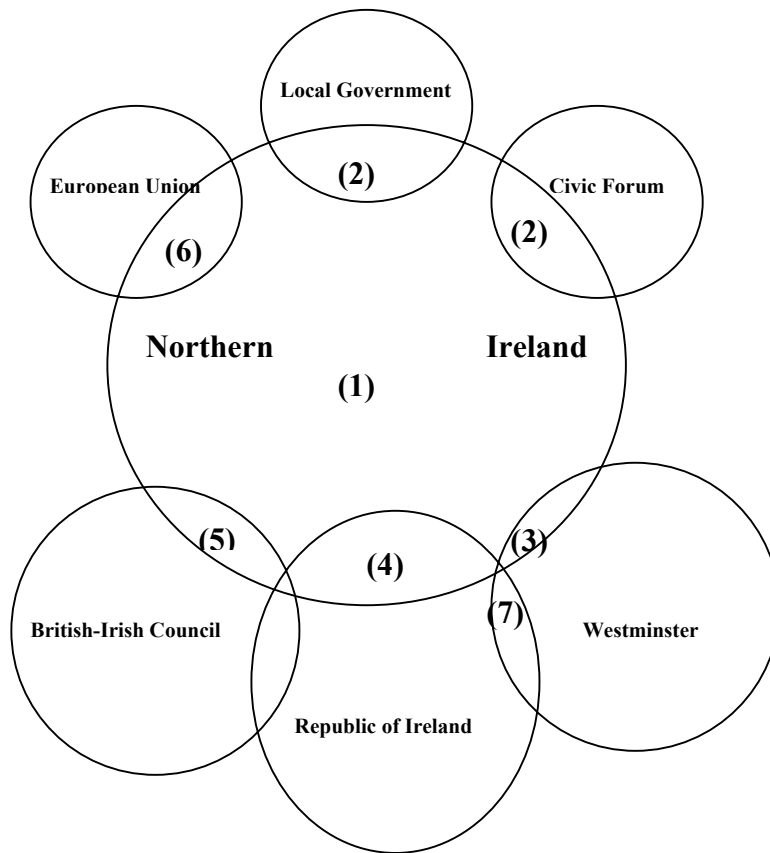 Local Government
(2)
European Union
Civic Forum
(6)
(2)
Northern Ireland
(1)
(5)
(4)
(3)
(7)
British-Irish Council
Westminster
Republic of Ireland